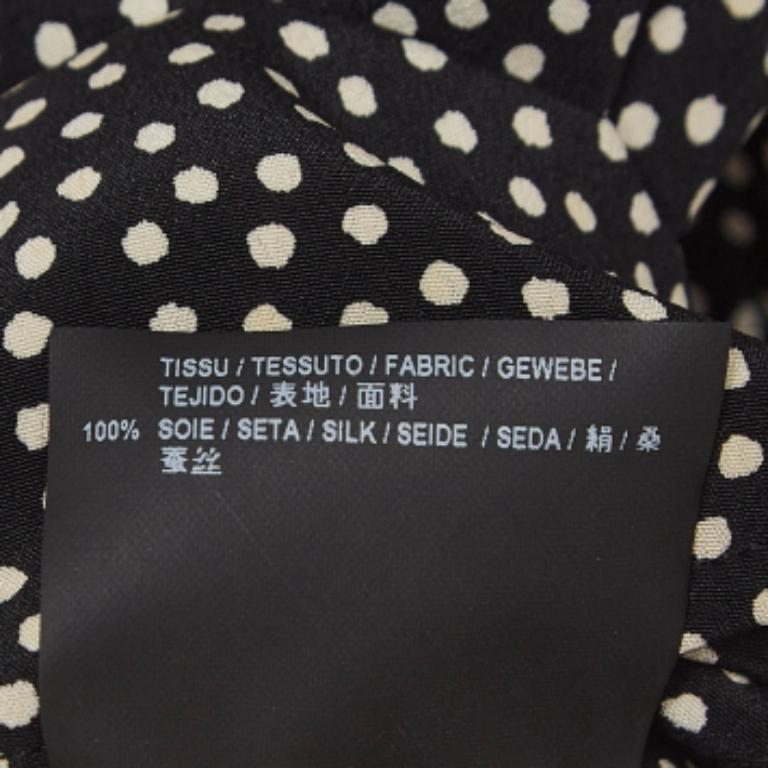 TISSU / TESSUTO / FABRIC / GEWEBE /
TEJIDO / 表地 / 面料
100% SOIE / SETA / SILK / SEIDE / SEDA / 絹 / 桑
蚕丝